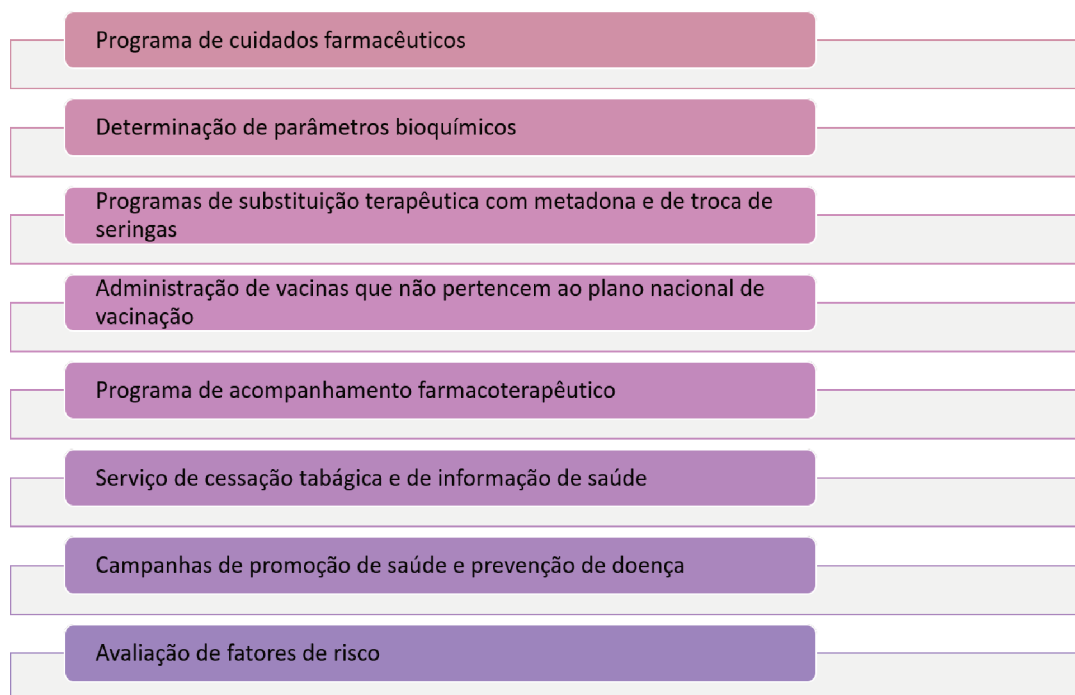 Programa de cuidados farmacêuticos
Determinação de parâmetros bioquímicos
Programas de substituição terapêutica com metadona e de troca de
seringas
Administração de vacinas que não pertencem ao plano nacional de
vacinação
Programa de acompanhamento farmacoterapêutico
Serviço de cessação tabágica e de informação de saúde
Campanhas de promoção de saúde e prevenção de doença
Avaliação de fatores de risco